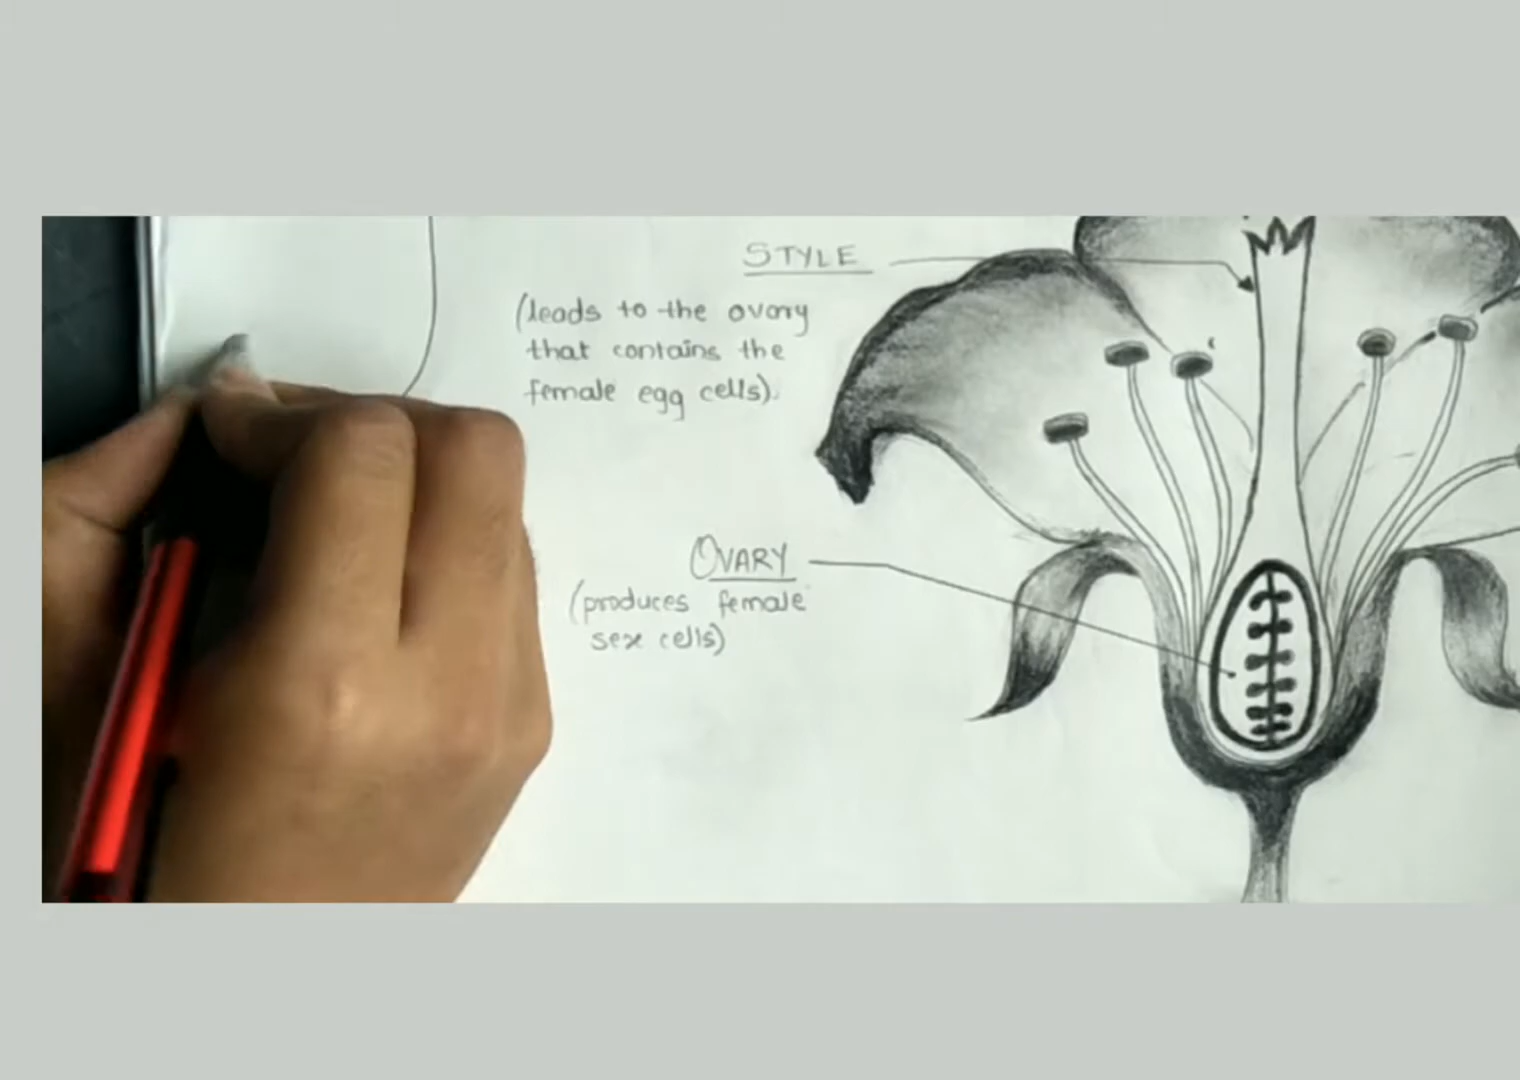 STYLE
(leads to the ovary
that contains the
female egg cells).
OVARY
(produces female
sex cells)